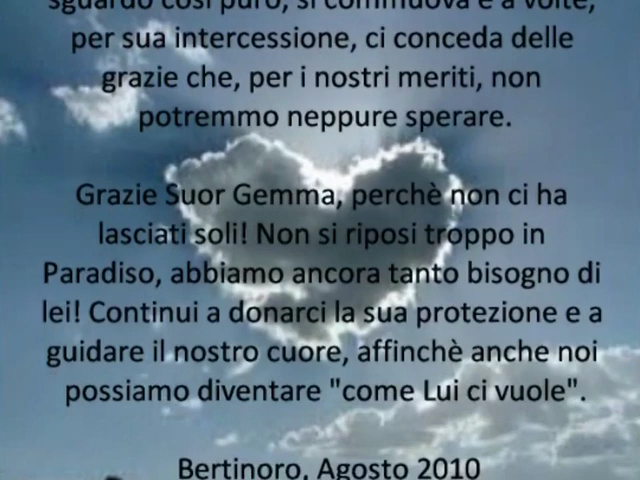 sguardo così puro, si commuova e a volte,
per sua intercessione, ci conceda delle
grazie che, per i nostri meriti, non
potremmo neppure sperare.
Grazie Suor Gemma, perchè non ci ha
lasciati soli! Non si riposi troppo in
Paradiso, abbiamo ancora tanto bisogno di
lei! Continui a donarci la sua protezione e a
guidare il nostro cuore, affinchè anche noi
possiamo diventare "come Lui ci vuole".
Bertinoro, Agosto 2010